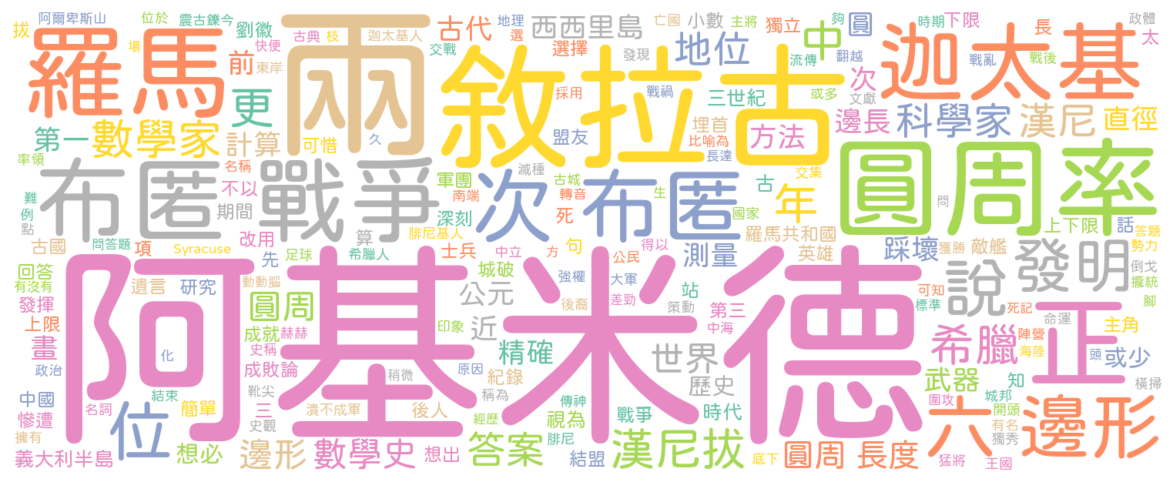 阿爾卑斯山
位於
震古鑠今
劉徽
古典
枝
迦太基人
古代
交戰
選
地理
西西里島
選擇
亡國
小數
發現
主將
獨立
夠
圓
時期
下限
長
政體
太
拔
羅馬
場
快便
東岸
前
更
兩
敘拉古
地位
中
翻越
流傳
戰亂
戰後
迦太基
採用
戰禍
三世紀
或多
次
文獻
邊長
科學家
漢尼
直徑
第一
數學家
計算
可惜
久
盟友
埋首
比喻為
長達
方法
率領
名稱
布匿
戰爭
滅種
古城
轉音
交集
圓周率
難
例
點
不以
期間
軍團
南端
深刻
次
布匿
生
國家
古
年
問
上下限
話
答題
勢力
古國
問答題
項
改用
算
腓尼基人
死
句
羅馬共和國
踩壞
獲勝
敵艦
Syracuse
先
足球
希臘人
士兵
中立
方
公民
得以
測量
英雄
說
發明
倒戈
攏統
回答
有沒有
遺言
研究
動動腦
城破
強權
大軍
站
可知
標準
死記
腳
發揮
圓周
後裔
差勁
策動
第三
公元
阿基米德
正
命運
上限
成就
赫赫
印象
近
中海
希臘
陣營
主角
畫
史稱
精確
世界
頭
海陸
或少
政治
化
成敗論
稍微
原因
歷史
武器
知
城邦
橫掃
中國
結束
靴尖
紀錄
稱為
圍攻
開頭
慘遭
名詞
簡單
三
瀆不成軍
後人
傳神
視為
戰爭
時代
有名
擁有
位
史觀
經歷
腓尼
獨秀
六
邊形
義大利半島
想必
邊形
數學史
想出
答案
結盟
漢尼拔
底下
圓周
長度
猛將
王國